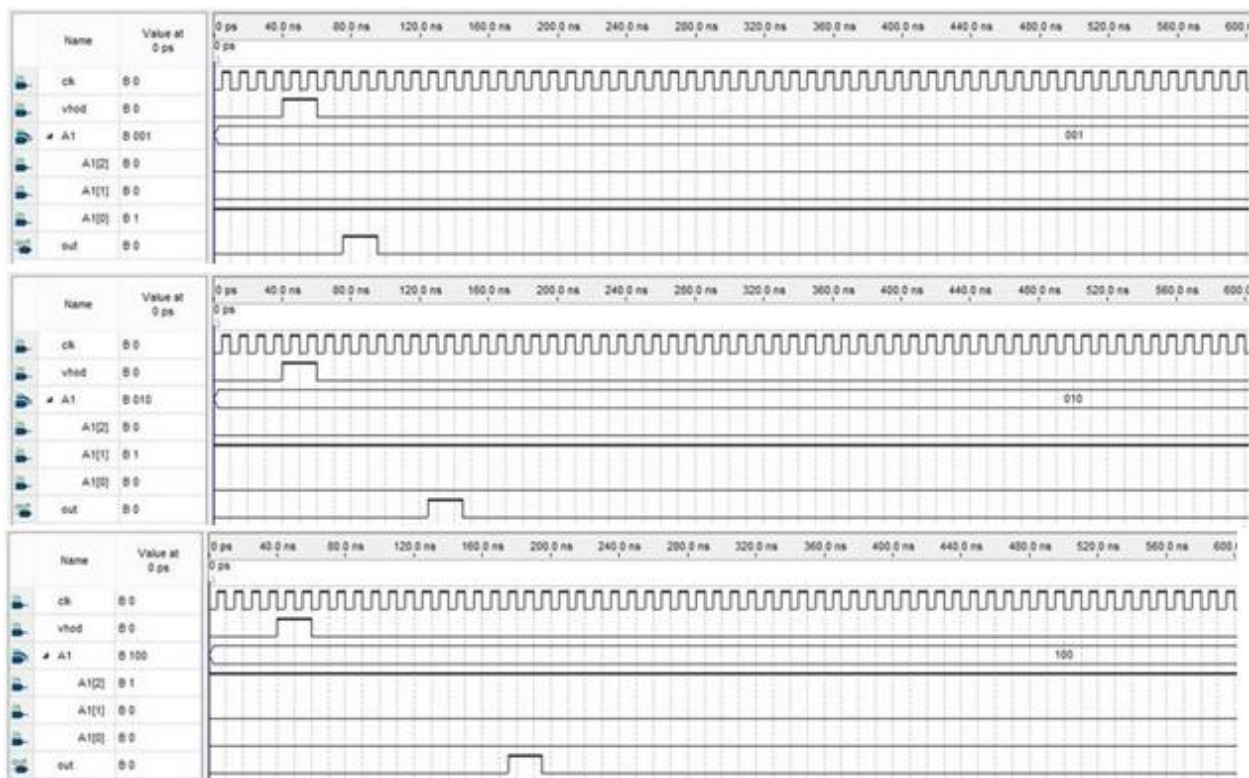 Name Value at 0 ps 0 ps 40.0 ns 80.0 ns 120.0 ns 160.0 ns 200.0 ns 240.0 ns 280.0 ns 320.0 ns 360.0 ns 400.0 ns 440.0 ns 480.0 ns 520.0 ns 560.0 ns 600.
0 ps
clk B 0
vhod B 0
A1 B 001 001
A1[2] B 0
A1[1] B 0
A1[0] B 1
out B 0
Name Value at 0 ps 0 ps 40.0 ns 80.0 ns 120.0 ns 160.0 ns 200.0 ns 240.0 ns 280.0 ns 320.0 ns 360.0 ns 400.0 ns 440.0 ns 480.0 ns 520.0 ns 560.0 ns 600.
0 ps
clk B 0
vhod B 0
A1 B 010 010
A1[2] B 0
A1[1] B 1
A1[0] B 0
out B 0
Name Value at 0 ps 0 ps 40.0 ns 80.0 ns 120.0 ns 160.0 ns 200.0 ns 240.0 ns 280.0 ns 320.0 ns 360.0 ns 400.0 ns 440.0 ns 480.0 ns 520.0 ns 560.0 ns 600.
0 ps
clk B 0
vhod B 0
A1 B 100 100
A1[2] B 1
A1[1] B 0
A1[0] B 0
out B 0